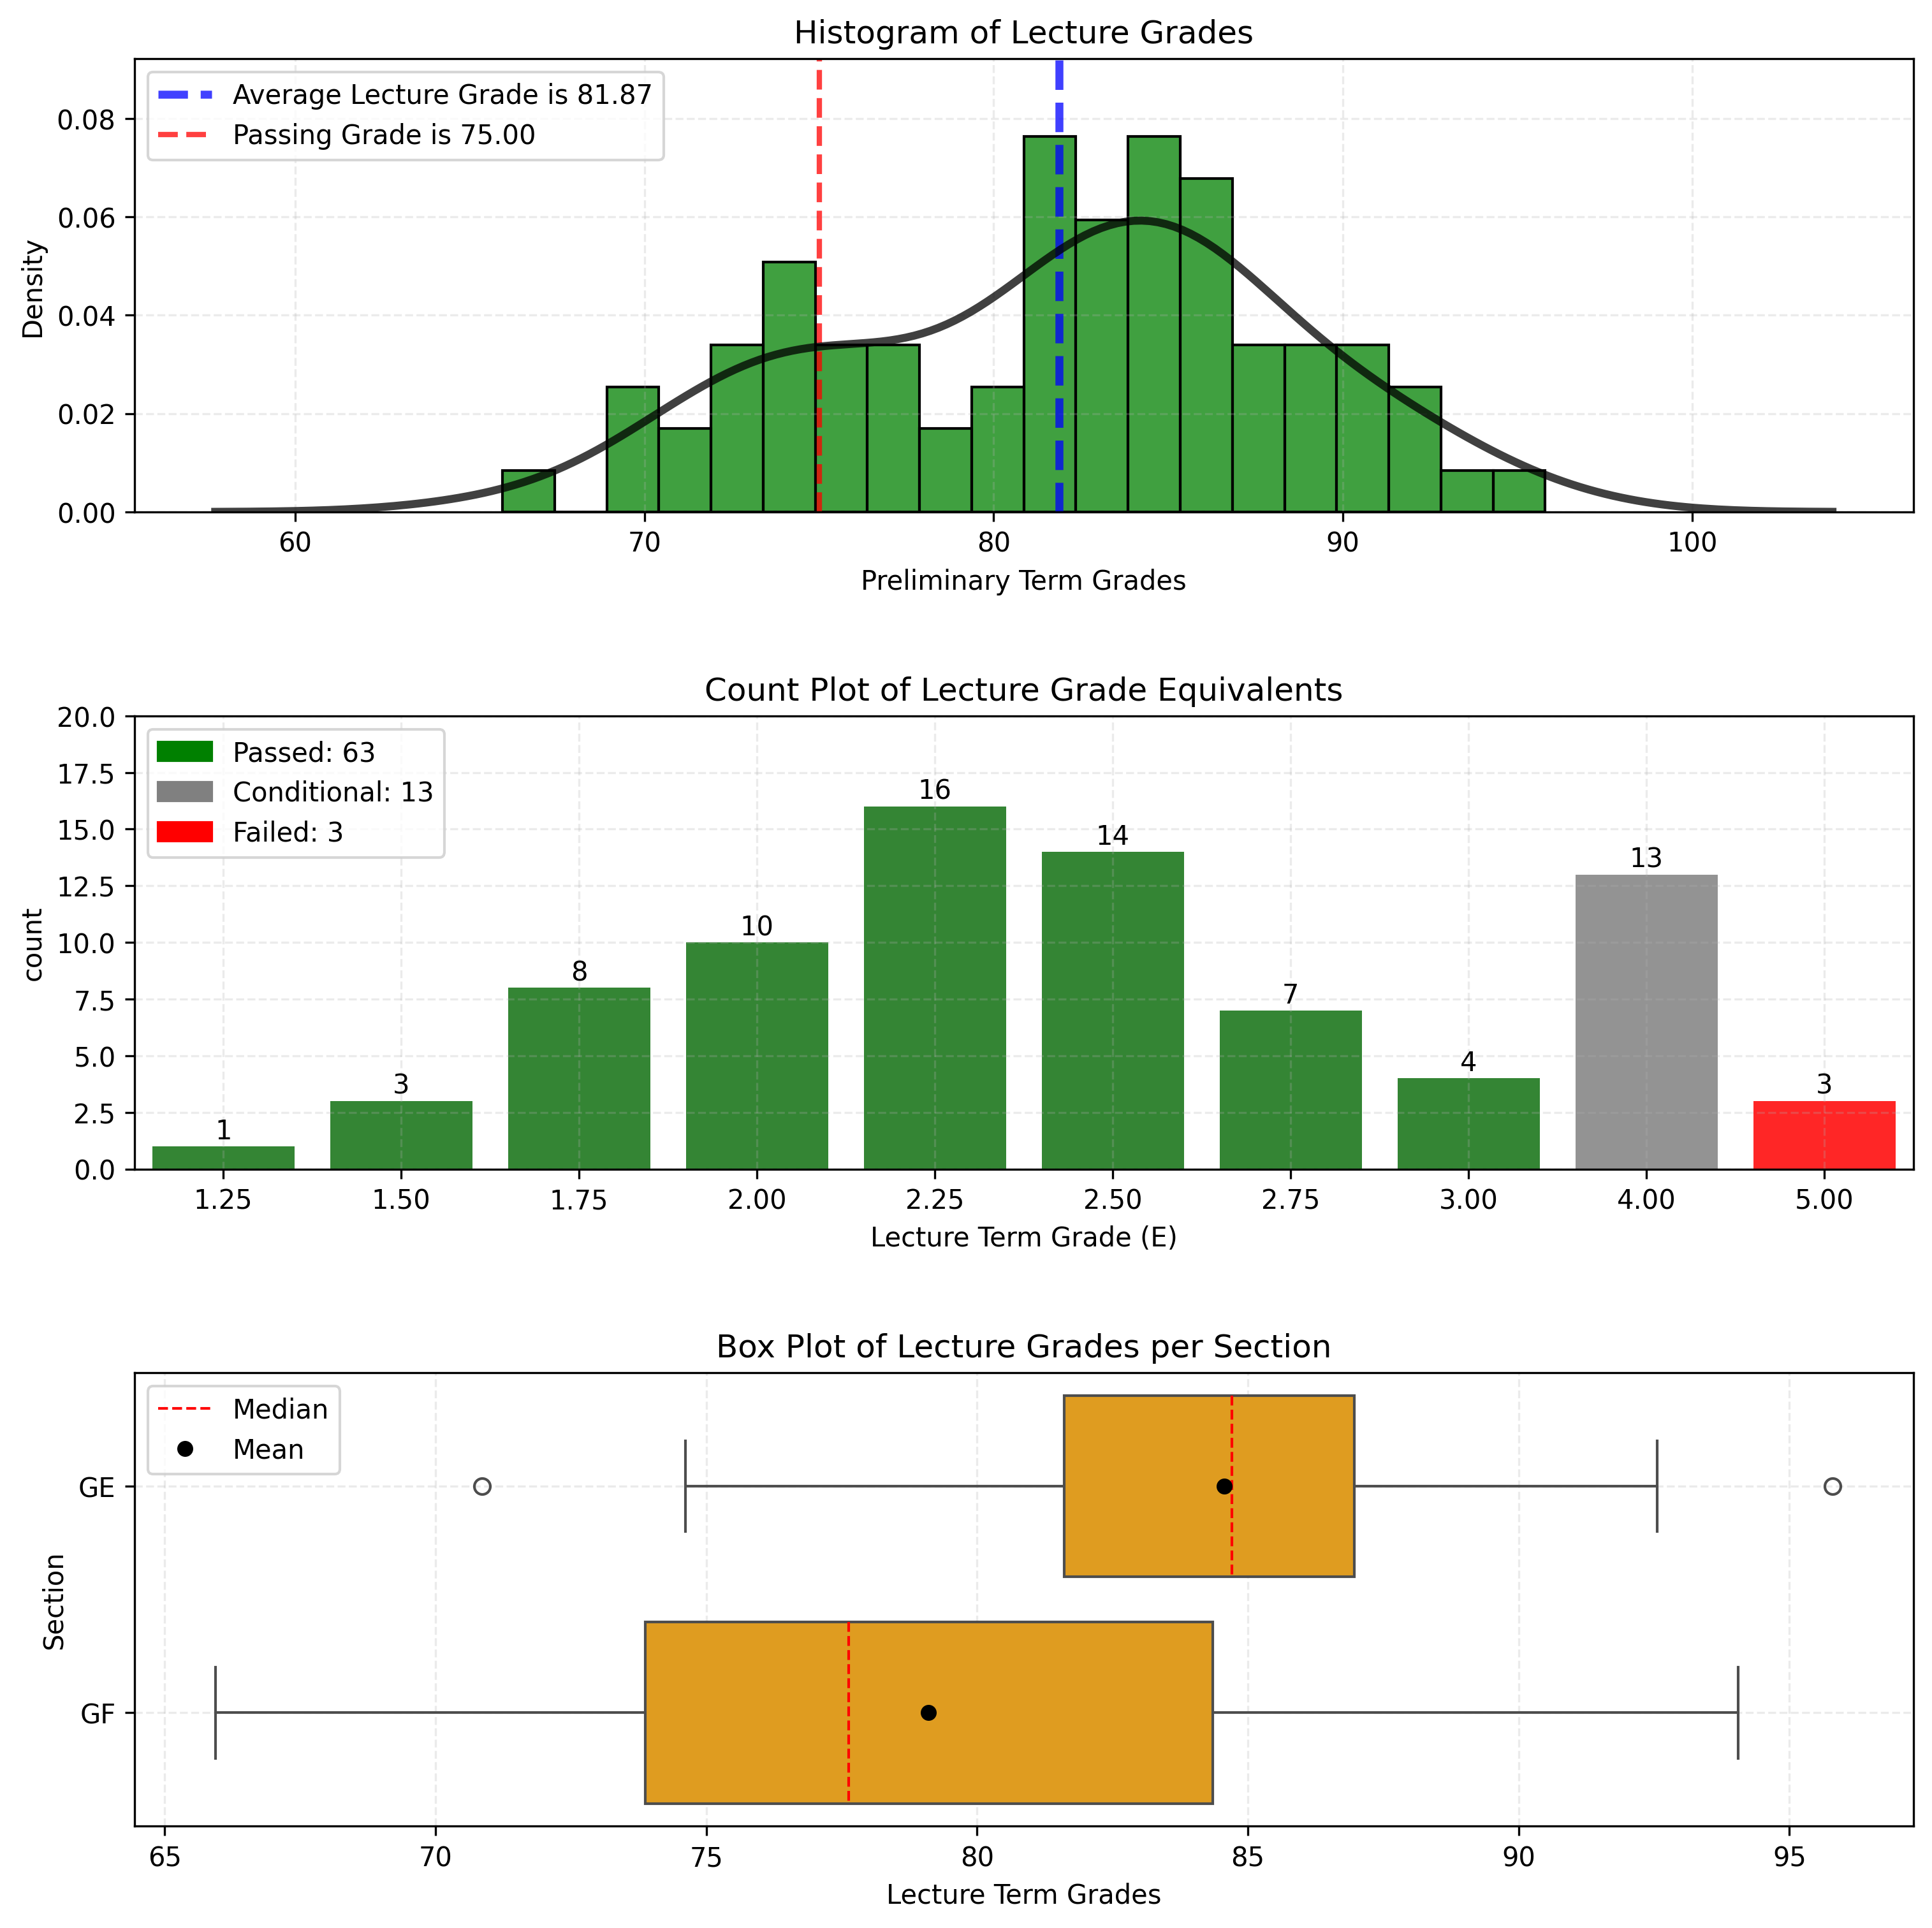 Histogram of Lecture Grades
Average Lecture Grade is 81.87
Passing Grade is 75.00
Density
0.08
0.06
0.04
0.02
0.00
60 70 80 90 100
Preliminary Term Grades
Count Plot of Lecture Grade Equivalents
Passed: 63
Conditional: 13
Failed: 3
count
20.0
17.5
15.0
12.5
10.0
7.5
5.0
2.5
0.0
1 3 8 10 16 14 7 4 13 3
1.25 1.50 1.75 2.00 2.25 2.50 2.75 3.00 4.00 5.00
Lecture Term Grade (E)
Box Plot of Lecture Grades per Section
Median
Mean
Section
GE
GF
65 70 75 80 85 90 95
Lecture Term Grades